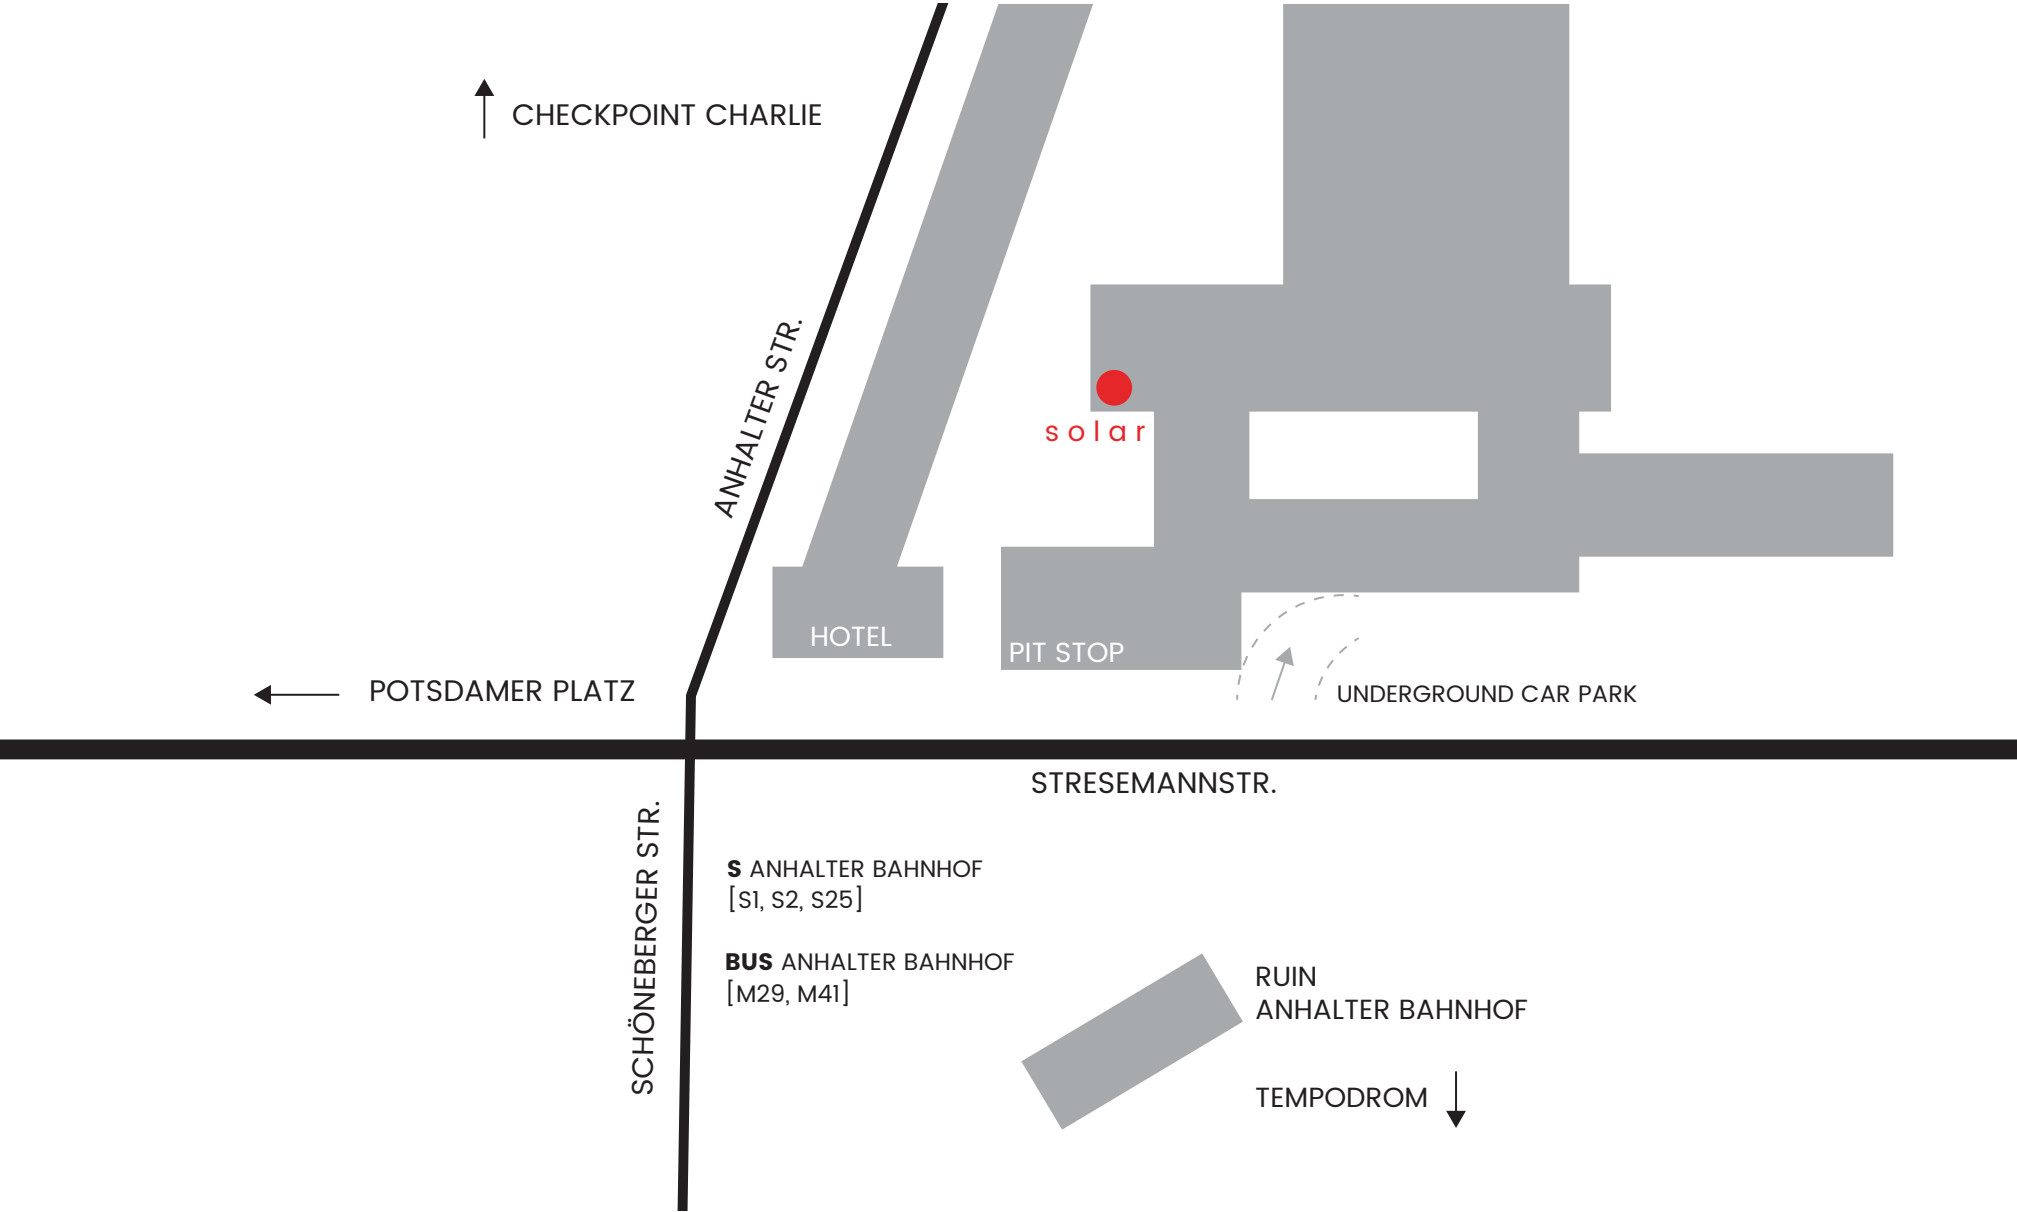 CHECKPOINT CHARLIE
ANHALTER STR.
solar
HOTEL
PIT STOP
POTSDAMER PLATZ
UNDERGROUND CAR PARK
STRESEMANNSTR.
SCHÖNEBERGER STR.
S ANHALTER BAHNHOF
[S1, S2, S25]
BUS ANHALTER BAHNHOF
[M29, M41]
RUIN
ANHALTER BAHNHOF
TEMPODROM